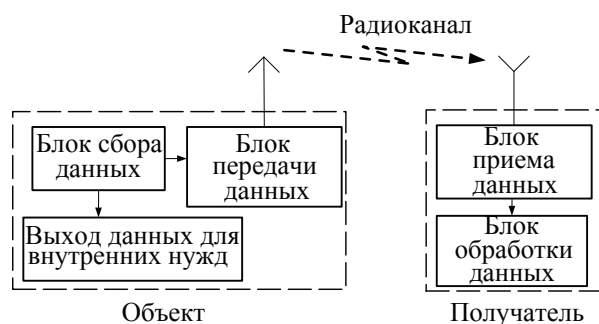 Радиоканал
Блок сбора
данных
Блок
передачи
данных
Выход данных для
внутренних нужд
Объект
Блок
приема
данных
Блок
обработки
данных
Получатель